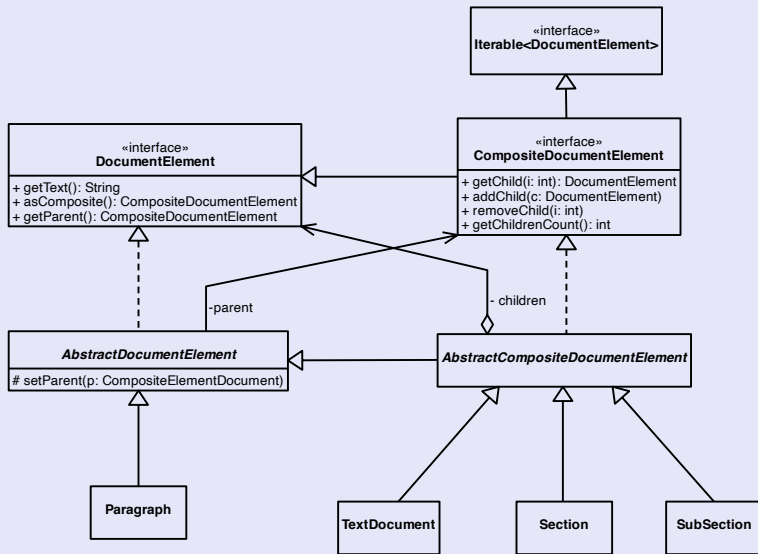 «interface»
Iterable<DocumentElement>
«interface»
DocumentElement
+ getText(): String
+ asComposite(): CompositeDocumentElement
+ getParent(): CompositeDocumentElement
«interface»
CompositeDocumentElement
+ getChild(i: int): DocumentElement
+ addChild(c: DocumentElement)
+ removeChild(i: int)
+ getChildrenCount(): int
-parent
- children
AbstractDocumentElement
# setParent(p: CompositeElementDocument)
AbstractCompositeDocumentElement
Paragraph
TextDocument
Section
SubSection